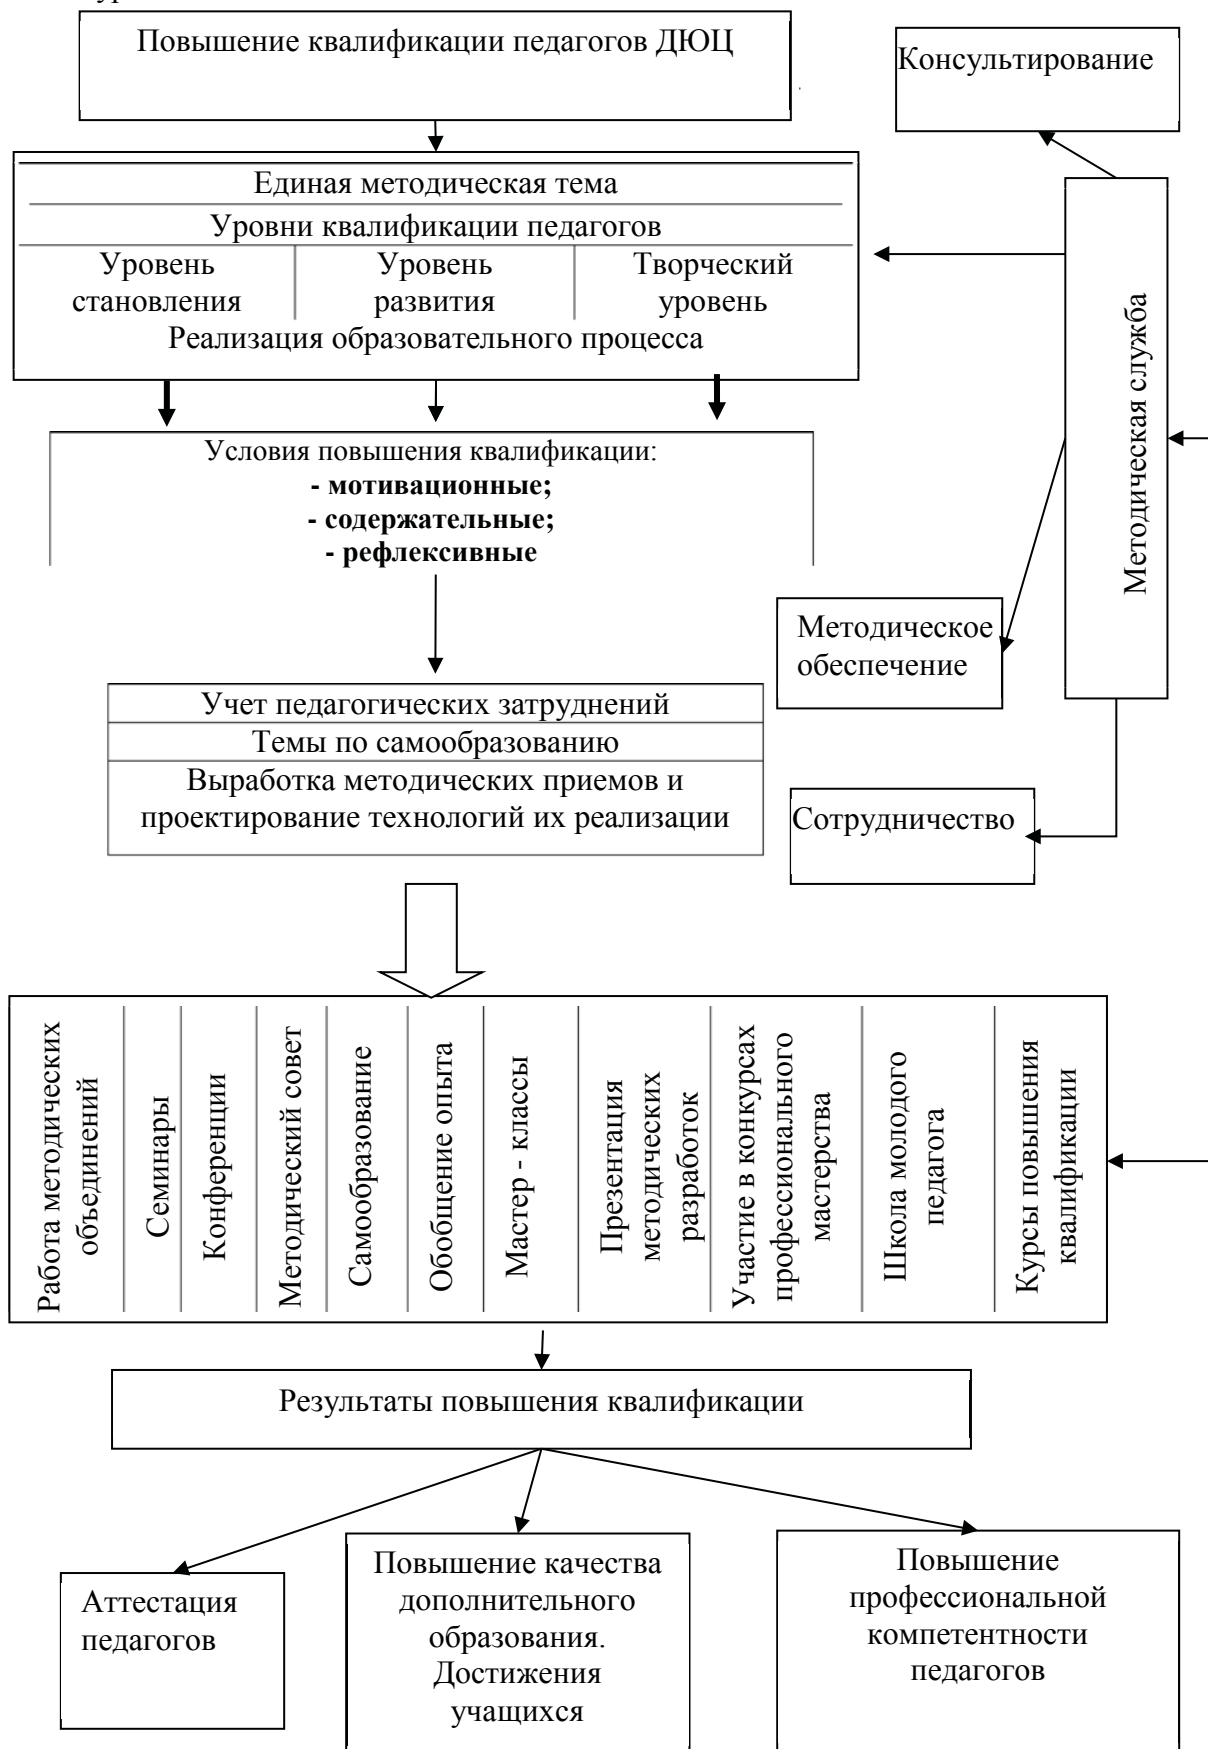 Повышение квалификации педагогов ДЮЦ
Консультирование
Единая методическая тема
Уровни квалификации педагогов
Уровень
становления
Уровень
развития
Творческий
уровень
Реализация образовательного процесса
Методическая служба
Условия повышения квалификации:
- мотивационные;
- содержательные;
- рефлексивные
Методическое
обеспечение
Учет педагогических затруднений
Темы по самообразованию
Выработка методических приемов и
проектирование технологий их реализации
Сотрудничество
Работа методических
объединений
Семинары
Конференции
Методический совет
Самообразование
Обобщение опыта
Мастер - классы
Презентация
методических
разработок
Участие в конкурсах
профессионального
мастерства
Школа молодого
педагога
Курсы повышения
квалификации
Результаты повышения квалификации
Аттестация
педагогов
Повышение качества
дополнительного
образования.
Достижения
учащихся
Повышение
профессиональной
компетентности
педагогов